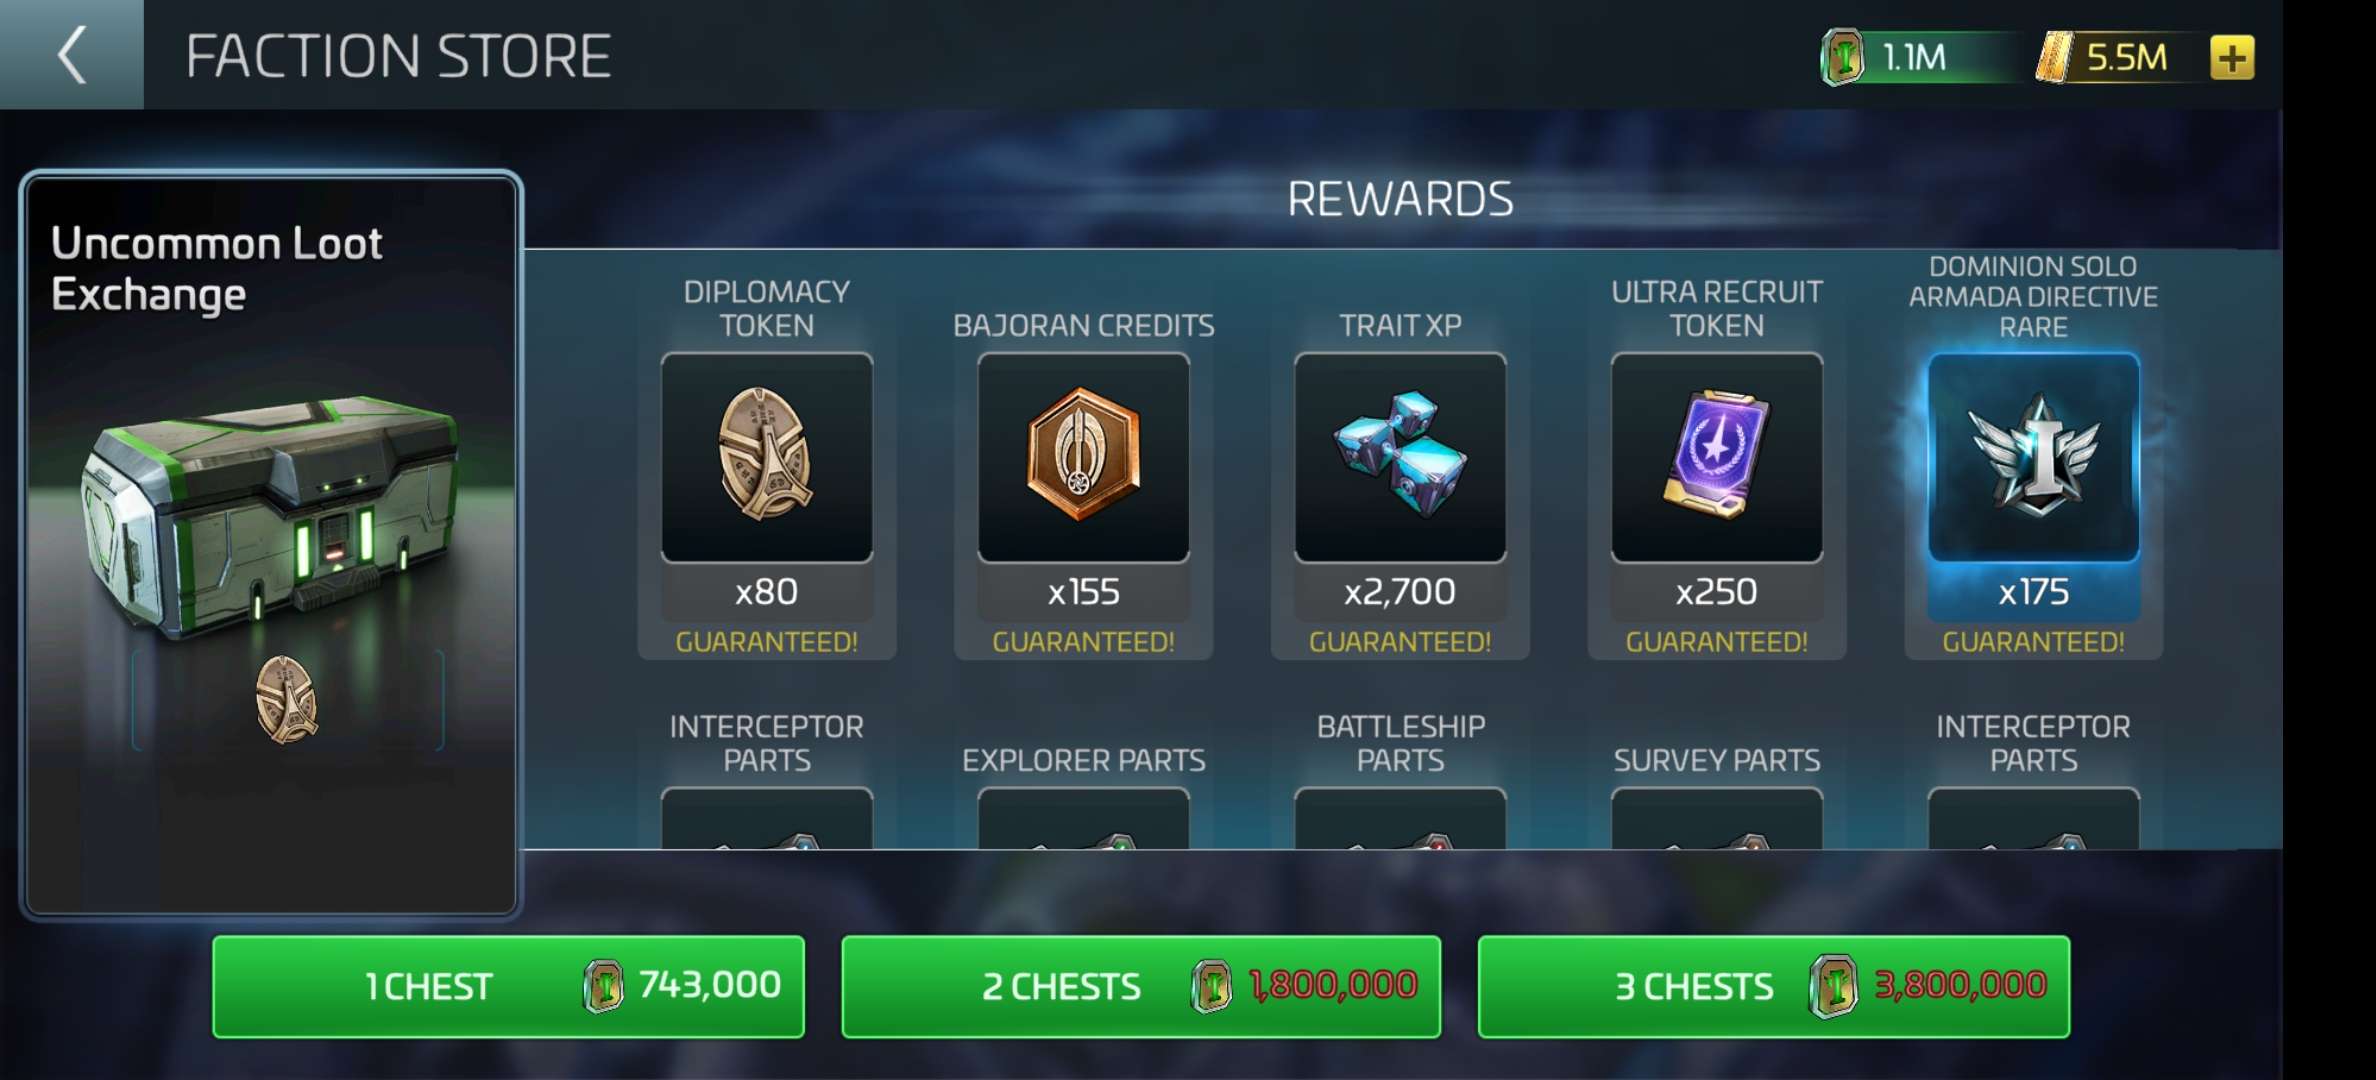 FACTION STORE
1.1M
5.5M
Uncommon Loot
Exchange
REWARDS
DIPLOMACY
TOKEN
x80
GUARANTEED!
BAJORAN CREDITS
x155
GUARANTEED!
TRAIT XP
x2,700
GUARANTEED!
ULTRA RECRUIT
TOKEN
x250
GUARANTEED!
DOMINION SOLO
ARMADA DIRECTIVE
RARE
x175
GUARANTEED!
INTERCEPTOR
PARTS
EXPLORER PARTS
BATTLESHIP
PARTS
SURVEY PARTS
INTERCEPTOR
PARTS
1 CHEST 743,000
2 CHESTS 1,800,000
3 CHESTS 3,800,000